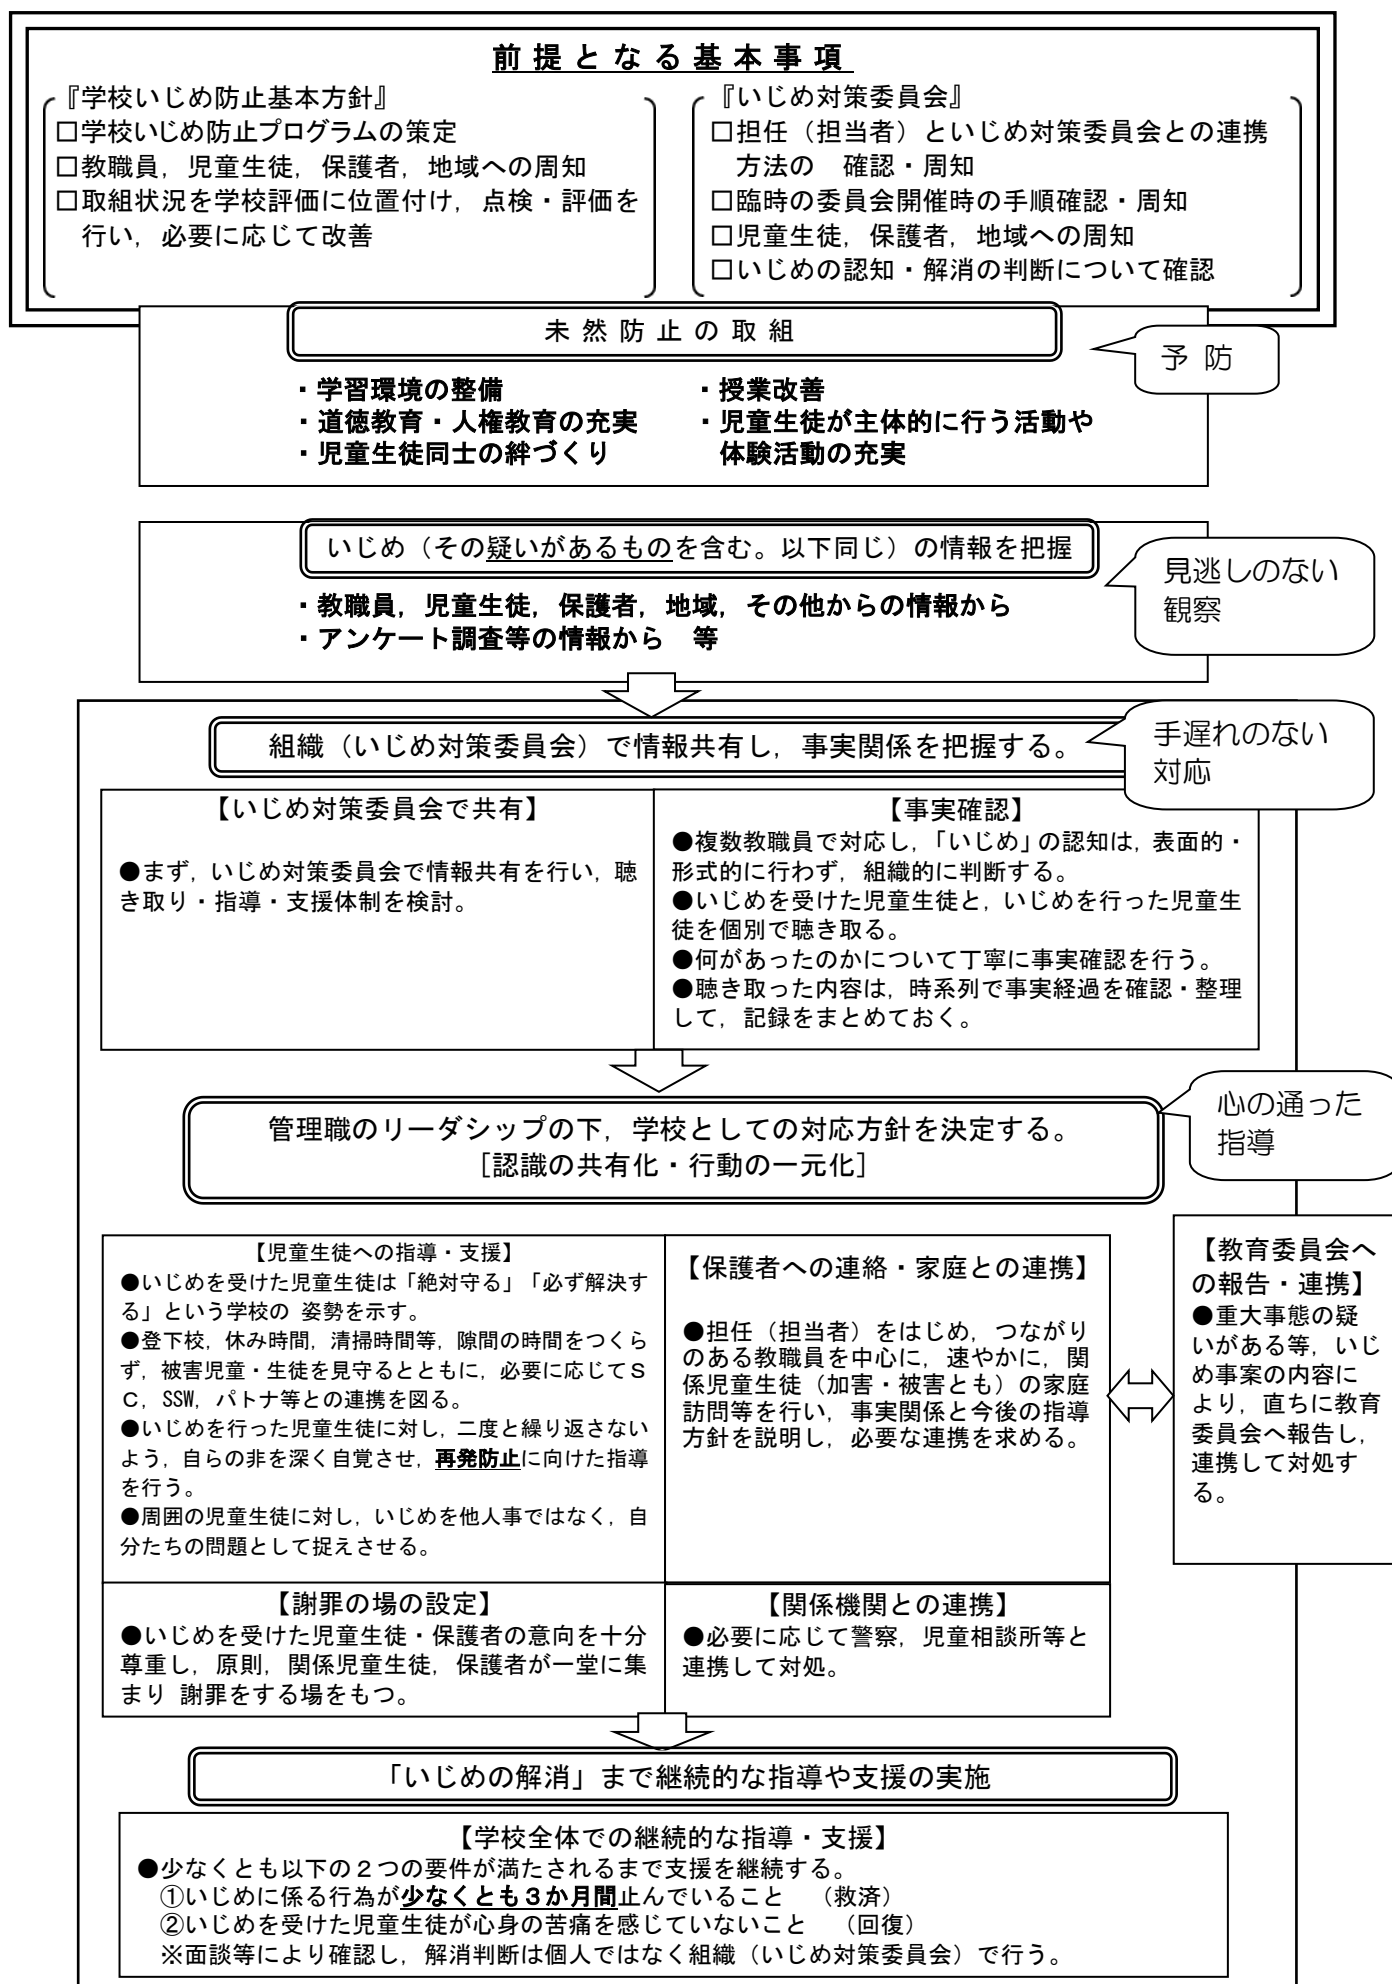 前提となる基本事項
『学校いじめ防止基本方針』
□学校いじめ防止プログラムの策定
□教職員，児童生徒，保護者，地域への周知
□取組状況を学校評価に位置付け，点検・評価を
行い，必要に応じて改善
『いじめ対策委員会』
□担任（担当者）といじめ対策委員会との連携
方法の　確認・周知
□臨時の委員会開催時の手順確認・周知
□児童生徒，保護者，地域への周知
□いじめの認知・解消の判断について確認
未然防止の取組
予 防
・学習環境の整備
・道徳教育・人権教育の充実
・児童生徒同士の絆づくり
・授業改善
・児童生徒が主体的に行う活動や
体験活動の充実
いじめ（その疑いがあるものを含む。以下同じ）の情報を把握
見逃しのない
観察
・教職員，児童生徒，保護者，地域，その他からの情報から
・アンケート調査等の情報から　等
組織（いじめ対策委員会）で情報共有し，事実関係を把握する。
手遅れのない
対応
【いじめ対策委員会で共有】
●まず，いじめ対策委員会で情報共有を行い，聴
き取り・指導・支援体制を検討。
【事実確認】
●複数教職員で対応し，「いじめ」の認知は，表面的・
形式的に行わず，組織的に判断する。
●いじめを受けた児童生徒と，いじめを行った児童生
徒を個別で聴き取る。
●何があったのかについて丁寧に事実確認を行う。
●聴き取った内容は，時系列で事実経過を確認・整理
して，記録をまとめておく。
心の通った
指導
管理職のリーダシップの下，学校としての対応方針を決定する。
［認識の共有化・行動の一元化］
【児童生徒への指導・支援】
●いじめを受けた児童生徒は「絶対守る」「必ず解決す
る」という学校の 姿勢を示す。
●登下校，休み時間，清掃時間等，隙間の時間をつくら
ず，被害児童・生徒を見守るとともに，必要に応じてＳ
Ｃ，SSW，パトナ等との連携を図る。
●いじめを行った児童生徒に対し，二度と繰り返さない
よう，自らの非を深く自覚させ，再発防止に向けた指導
を行う。
●周囲の児童生徒に対し，いじめを他人事ではなく，自
分たちの問題として捉えさせる。
【保護者への連絡・家庭との連携】
●担任（担当者）をはじめ，つながり
のある教職員を中心に，速やかに，関
係児童生徒（加害・被害とも）の家庭
訪問等を行い，事実関係と今後の指導
方針を説明し，必要な連携を求める。
【教育委員会へ
の報告・連携】
●重大事態の疑
いがある等，いじ
め事案の内容に
より，直ちに教育
委員会へ報告し，
連携して対処す
る。
【謝罪の場の設定】
●いじめを受けた児童生徒・保護者の意向を十分
尊重し，原則，関係児童生徒，保護者が一堂に集
まり 謝罪をする場をもつ。
【関係機関との連携】
●必要に応じて警察，児童相談所等と
連携して対処。
「いじめの解消」まで継続的な指導や支援の実施
【学校全体での継続的な指導・支援】
●少なくとも以下の２つの要件が満たされるまで支援を継続する。
①いじめに係る行為が少なくとも３か月間止んでいること　（救済）
②いじめを受けた児童生徒が心身の苦痛を感じていないこと　（回復）
※面談等により確認し，解消判断は個人ではなく組織（いじめ対策委員会）で行う。